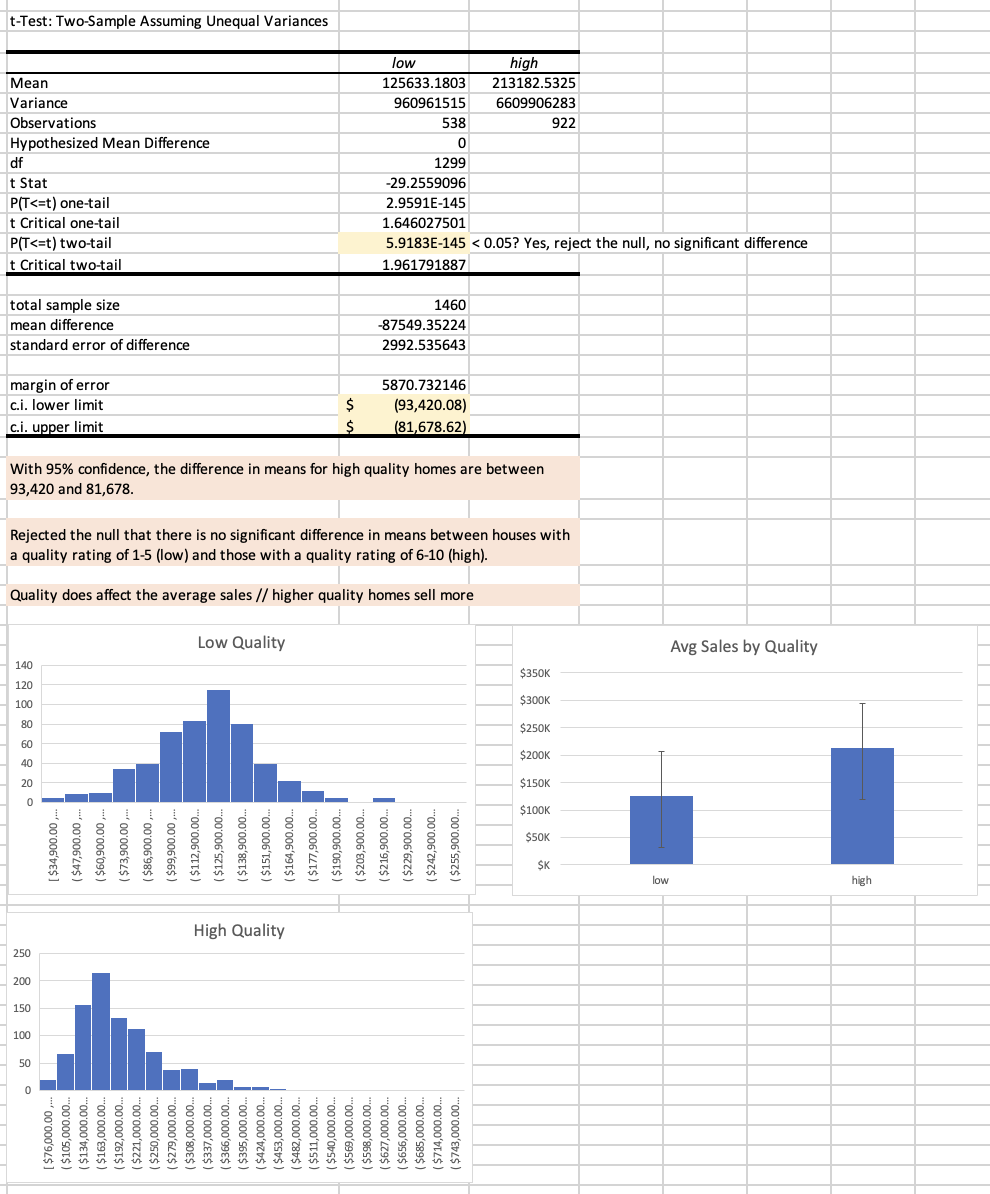 t-Test: Two-Sample Assuming Unequal Variances
low high
Mean 125633.1803 213182.5325
Variance 960961515 6609906283
Observations 538 922
Hypothesized Mean Difference 0
df 1299
t Stat -29.2559096
P(T<=t) one-tail 2.9591E-145
t Critical one-tail 1.646027501
P(T<=t) two-tail 5.9183E-145 < 0.05? Yes, reject the null, no significant difference
t Critical two-tail 1.961791887
total sample size 1460
mean difference -87549.35224
standard error of difference 2992.535643
margin of error 5870.732146
c.i. lower limit $ (93,420.08)
c.i. upper limit $ (81,678.62)
With 95% confidence, the difference in means for high quality homes are between
93,420 and 81,678.
Rejected the null that there is no significant difference in means between houses with
a quality rating of 1-5 (low) and those with a quality rating of 6-10 (high).
Quality does affect the average sales // higher quality homes sell more
Low Quality
140
120
100
80
60
40
20
0
[ $34,900.00 ,...
( $47,900.00 ...
( $60,900.00 ...
( $73,900.00 ,...
( $86,900.00 ,...
( $99,900.00 ,...
( $112,900.00...
( $125,900.00...
( $138,900.00...
( $151,900.00...
( $164,900.00...
( $177,900.00...
( $190,900.00...
( $203,900.00...
( $216,900.00...
( $229,900.00...
( $242,900.00...
( $255,900.00...
Avg Sales by Quality
$350K
$300K
$250K
$200K
$150K
$100K
$50K
$K
low
high
High Quality
250
200
150
100
50
0
[ $76,000.00 ,...
( $105,000.00...
( $134,000.00...
( $163,000.00...
( $192,000.00...
( $221,000.00...
( $250,000.00...
( $279,000.00...
( $308,000.00...
( $337,000.00...
( $366,000.00...
( $395,000.00...
( $424,000.00...
( $453,000.00...
( $482,000.00...
( $511,000.00...
( $540,000.00...
( $569,000.00...
( $598,000.00...
( $627,000.00...
( $656,000.00...
( $685,000.00...
( $714,000.00...
( $743,000.00...